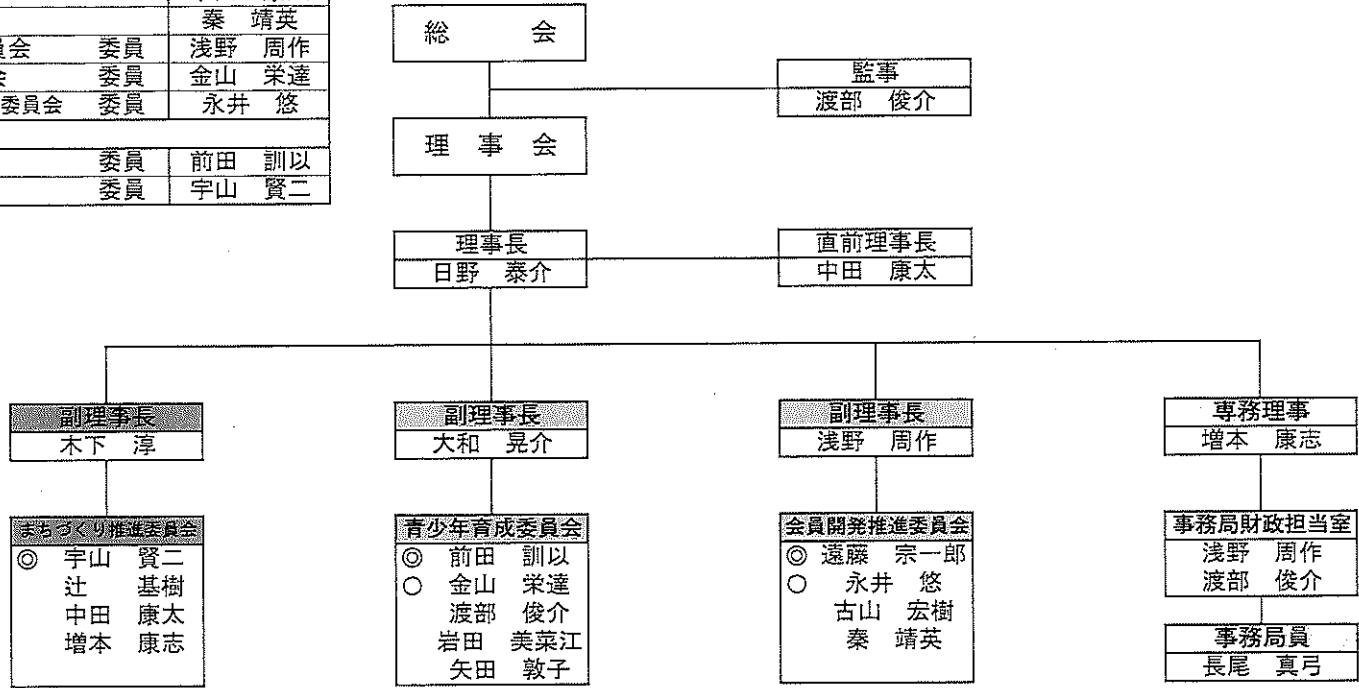 秦　靖英
員会　委員　浅野　周作
会　委員　金山　栄達
委員会　委員　永井　悠
委員　前田　訓以
委員　宇山　賢二
総　会
監事
渡部　俊介
理　事　会
理事長
日野　泰介
直前理事長
中田　康太
副理事長
木下　淳
副理事長
大和　晃介
副理事長
浅野　周作
専務理事
増本　康志
まちづくり推進委員会
◎　宇山　賢二
辻　基樹
中田　康太
増本　康志
青少年育成委員会
◎　前田　訓以
○　金山　栄達
渡部　俊介
岩田　美菜江
矢田　敦子
会員開発推進委員会
◎　遠藤　宗一郎
○　永井　悠
古山　宏樹
秦　靖英
事務局財政担当室
浅野　周作
渡部　俊介
事務局員
長尾　真弓